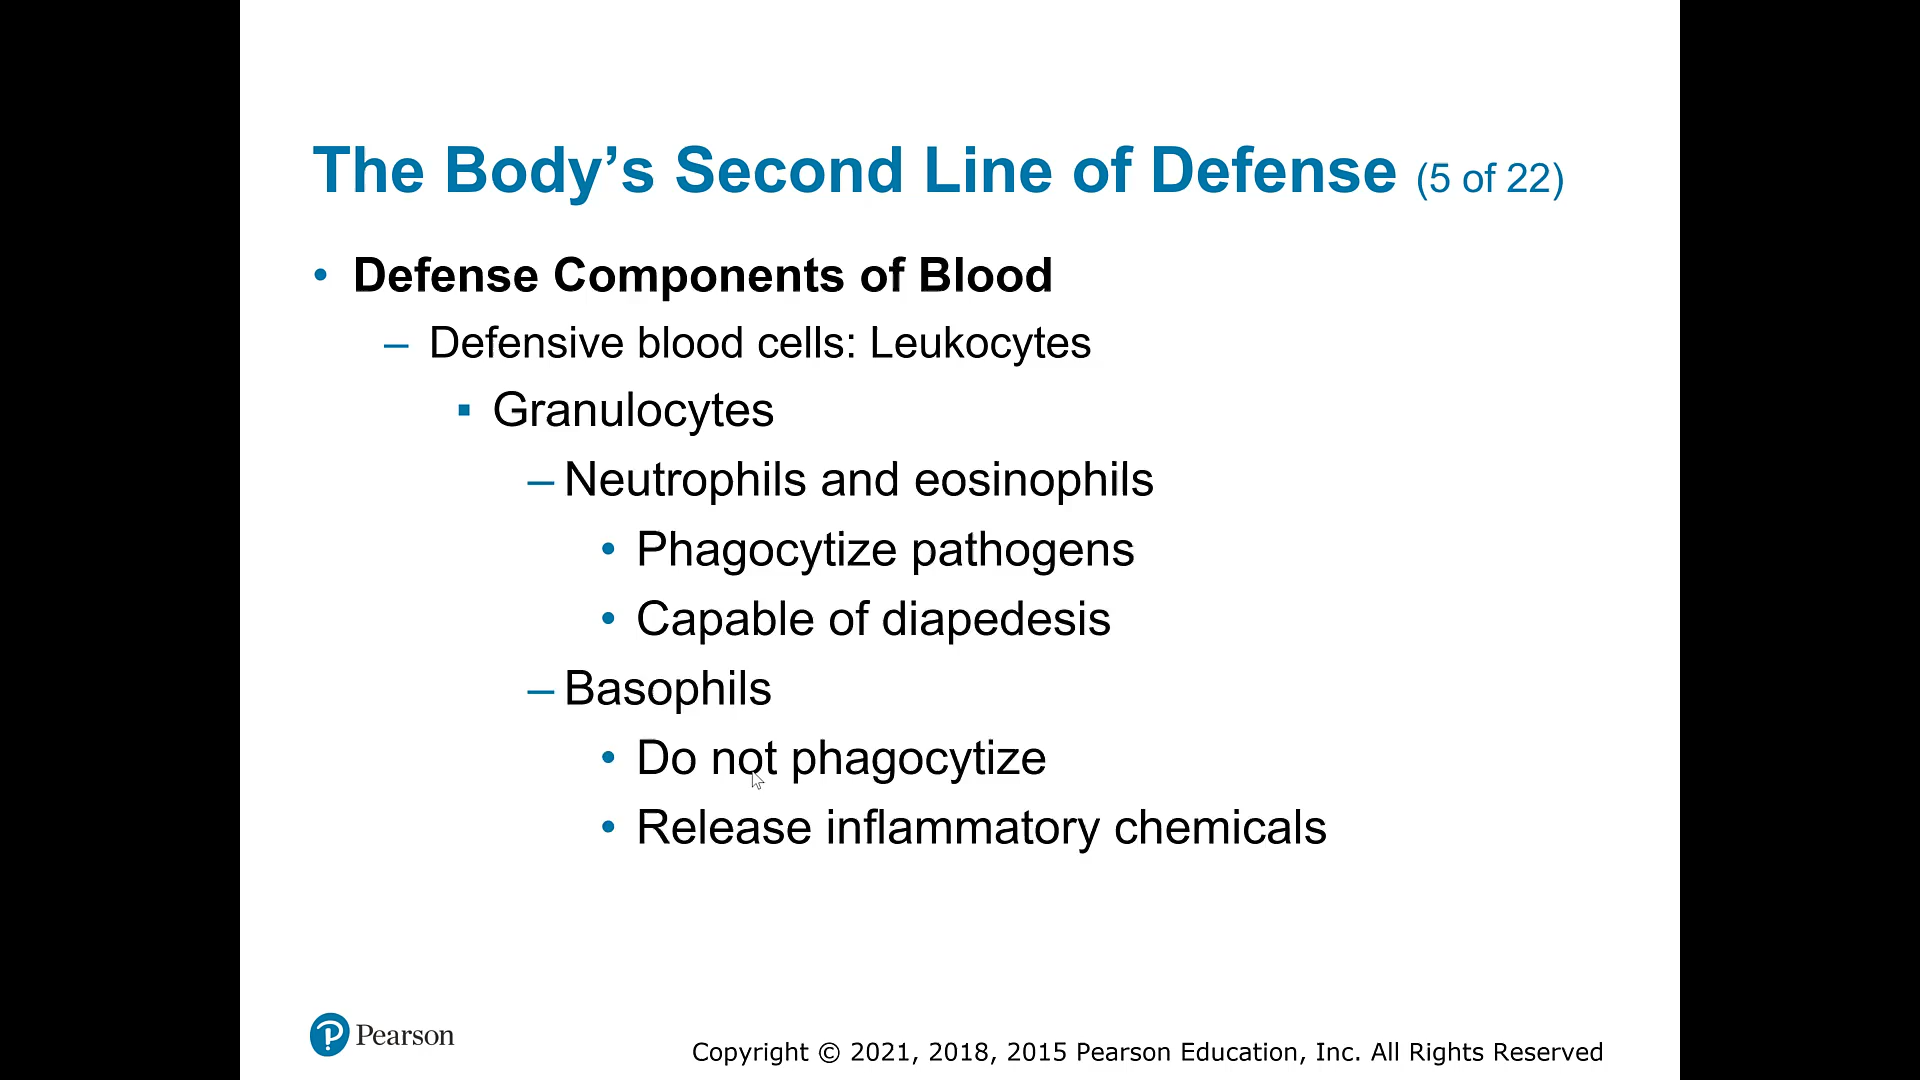 The Body’s Second Line of Defense (5 of 22)
• Defense Components of Blood
– Defensive blood cells: Leukocytes
▪ Granulocytes
– Neutrophils and eosinophils
• Phagocytize pathogens
• Capable of diapedesis
– Basophils
• Do not phagocytize
• Release inflammatory chemicals
Pearson
Copyright © 2021, 2018, 2015 Pearson Education, Inc. All Rights Reserved